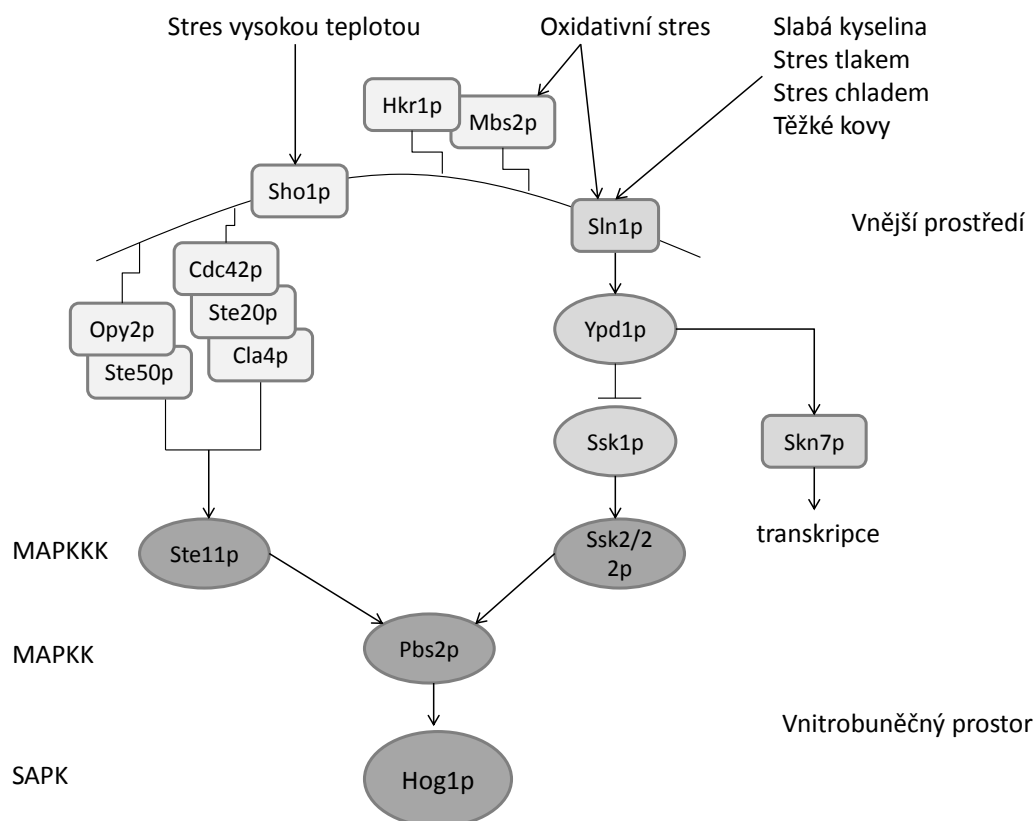 Stres vysokou teplotou
Oxidativní stres
Slabá kyselina
Stres tlakem
Stres chladem
Těžké kovy
Hkr1p
Mbs2p
Sho1p
Sln1p
Vnější prostředí
Cdc42p
Ste20p
Cla4p
Opy2p
Ste50p
Ypd1p
Ssk1p
Skn7p
transkripce
MAPKKK
Ste11p
Ssk2/2
2p
MAPKK
Pbs2p
Vnitrobuněčný prostor
SAPK
Hog1p